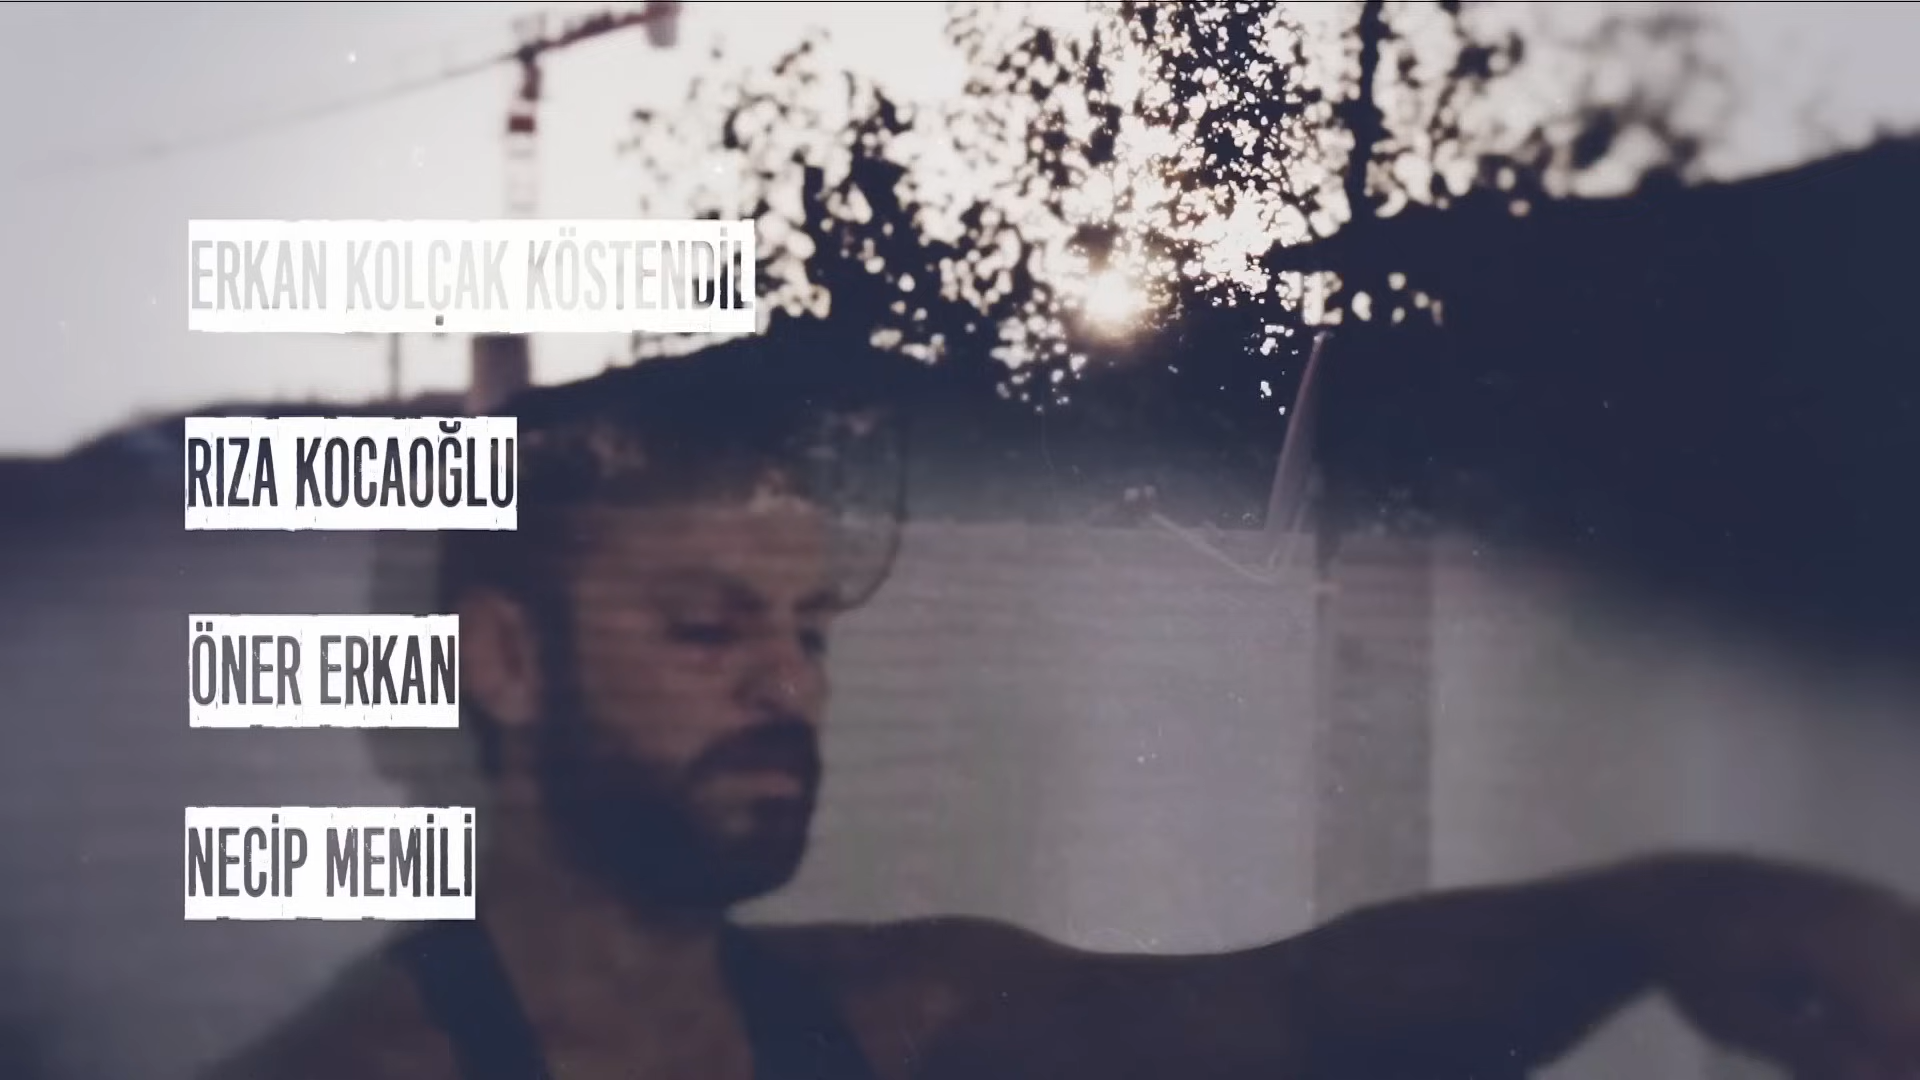 ERKAN KOLÇAK KÖSTENDİL
RIZA KOCAOĞLU
ÖNER ERKAN
NECİP MEMİLİ